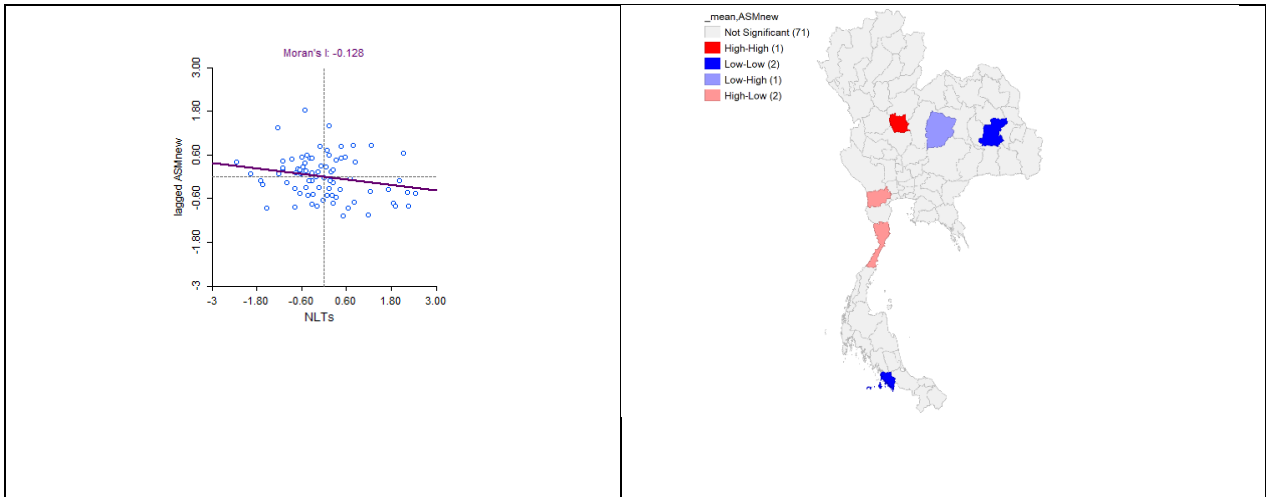 Moran's I: -0.128
lagged ASMnew
3.00
1.80
0.60
-0.60
-1.80
-3
-3 -1.80 -0.60 0.60 1.80 3.00
NLTs
_mean,ASMnew
Not Significant (71)
High-High (1)
Low-Low (2)
Low-High (1)
High-Low (2)